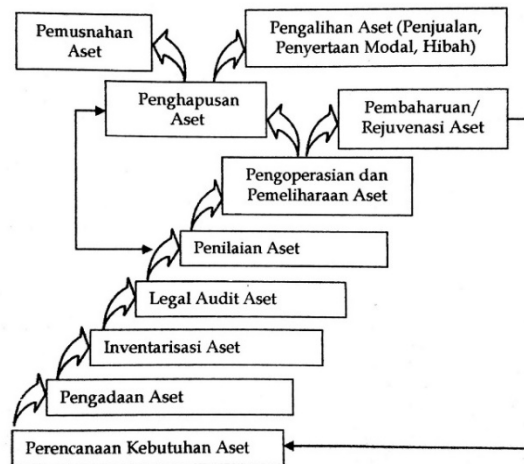 Pemusnahan
Aset
Pengalihan Aset (Penjualan,
Penyertaan Modal, Hibah)
Penghapusan
Aset
Pembaharuan/
Rejuvenasi Aset
Pengoperasian dan
Pemeliharaan Aset
Penilaian Aset
Legal Audit Aset
Inventarisasi Aset
Pengadaan Aset
Perencanaan Kebutuhan Aset